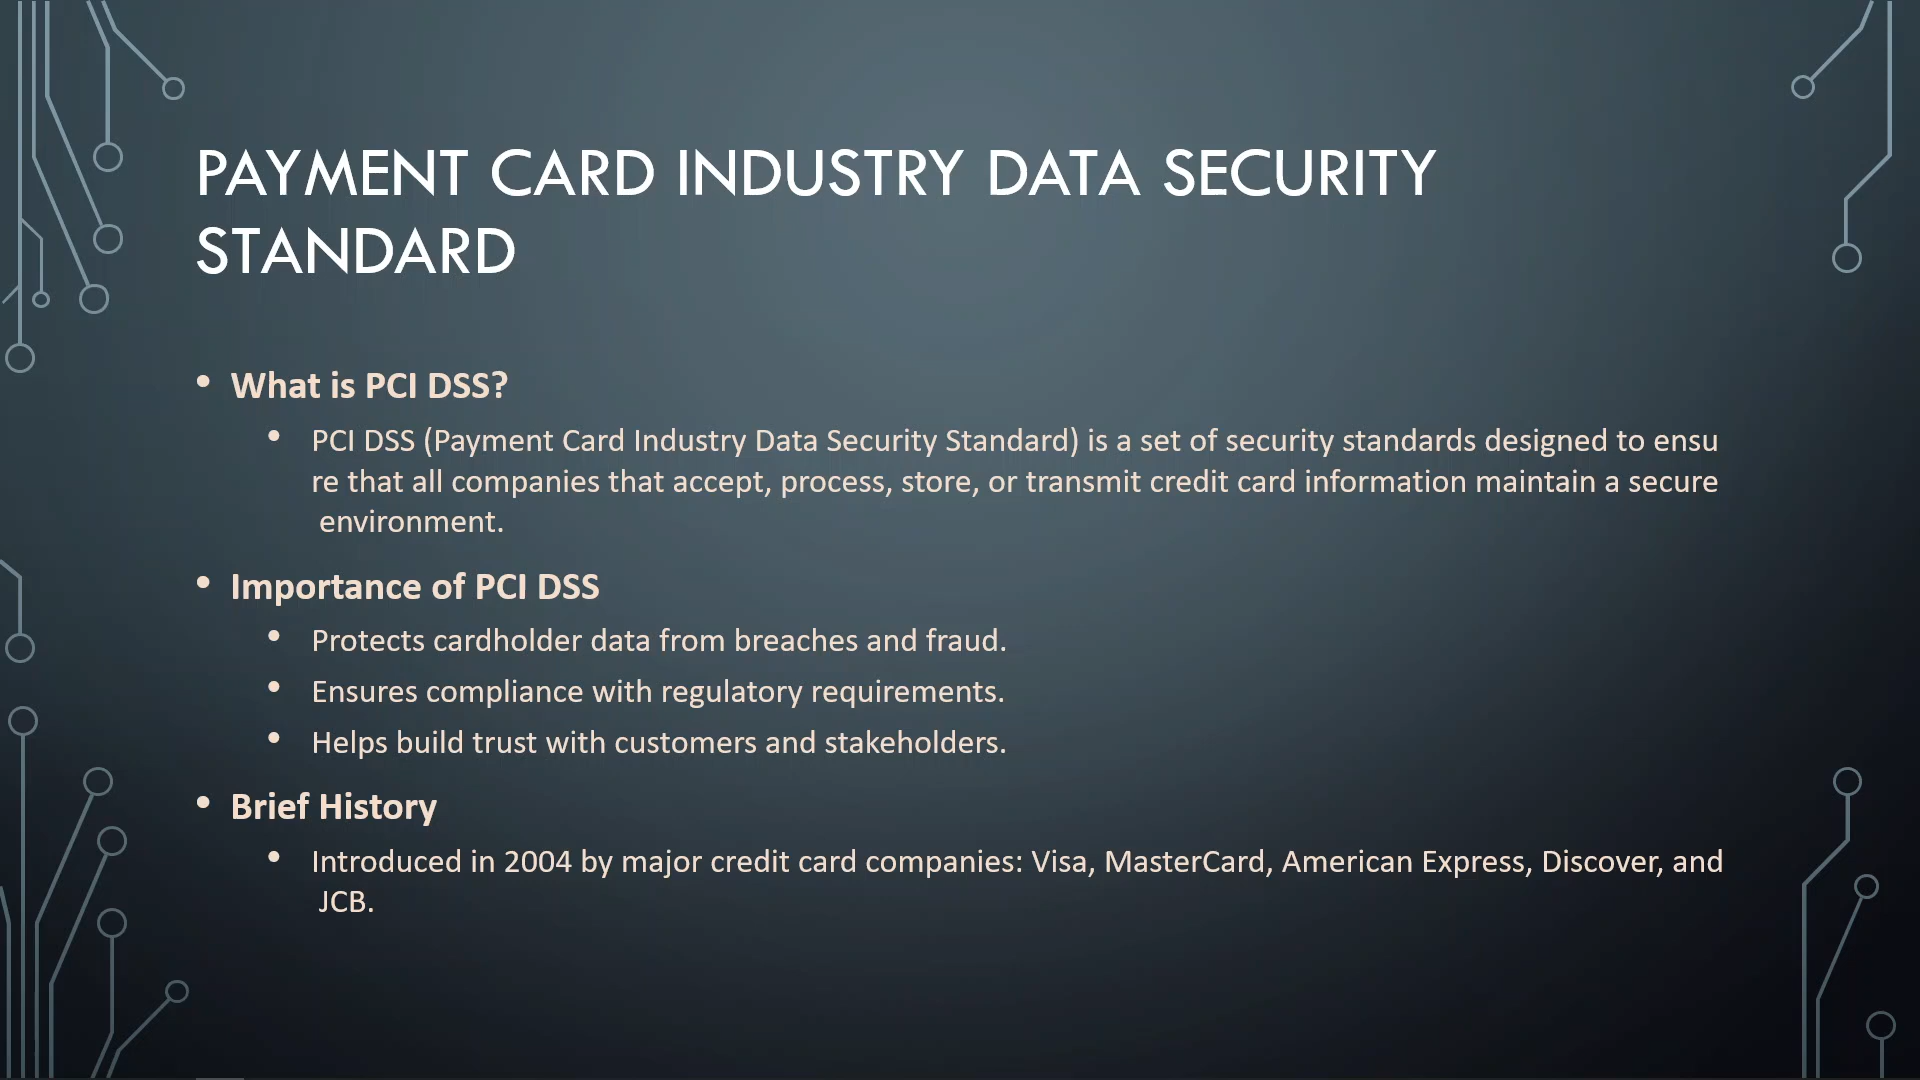 PAYMENT CARD INDUSTRY DATA SECURITY
STANDARD
• What is PCI DSS?
• PCI DSS (Payment Card Industry Data Security Standard) is a set of security standards designed to ensu
re that all companies that accept, process, store, or transmit credit card information maintain a secure
environment.
• Importance of PCI DSS
• Protects cardholder data from breaches and fraud.
• Ensures compliance with regulatory requirements.
• Helps build trust with customers and stakeholders.
• Brief History
• Introduced in 2004 by major credit card companies: Visa, MasterCard, American Express, Discover, and
JCB.